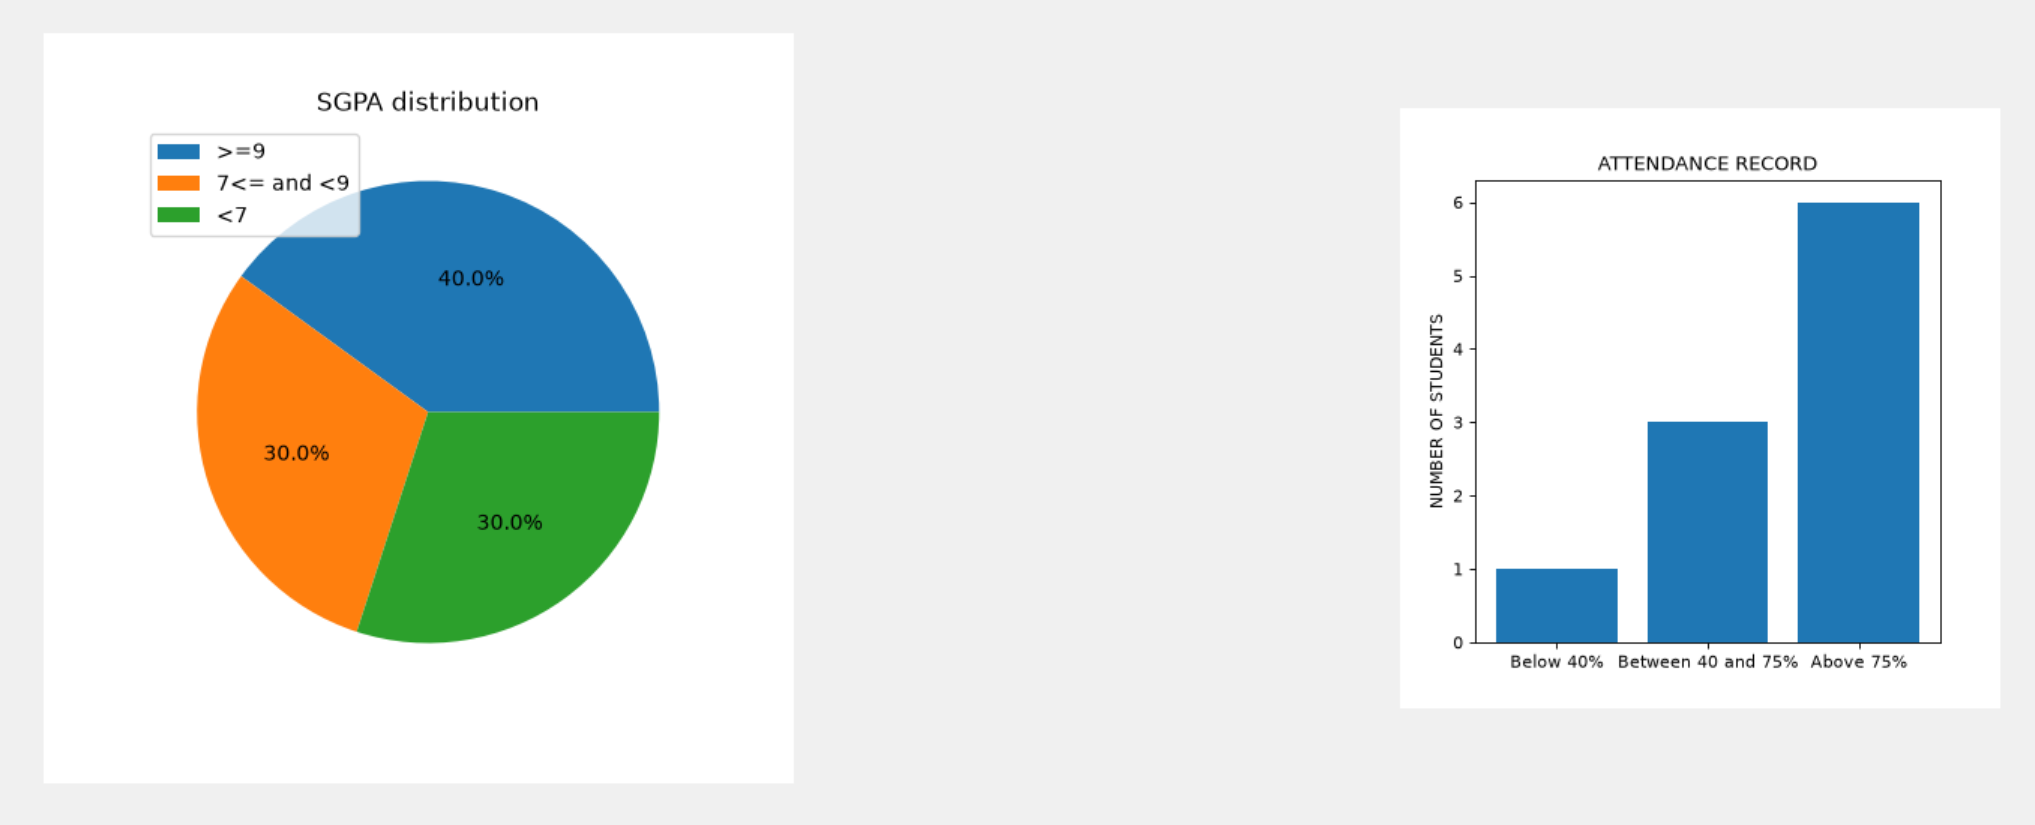 SGPA distribution
>=9
7<= and <9
<7
40.0%
30.0%
30.0%
ATTENDANCE RECORD
NUMBER OF STUDENTS
6
5
4
3
2
1
0
Below 40% Between 40 and 75% Above 75%